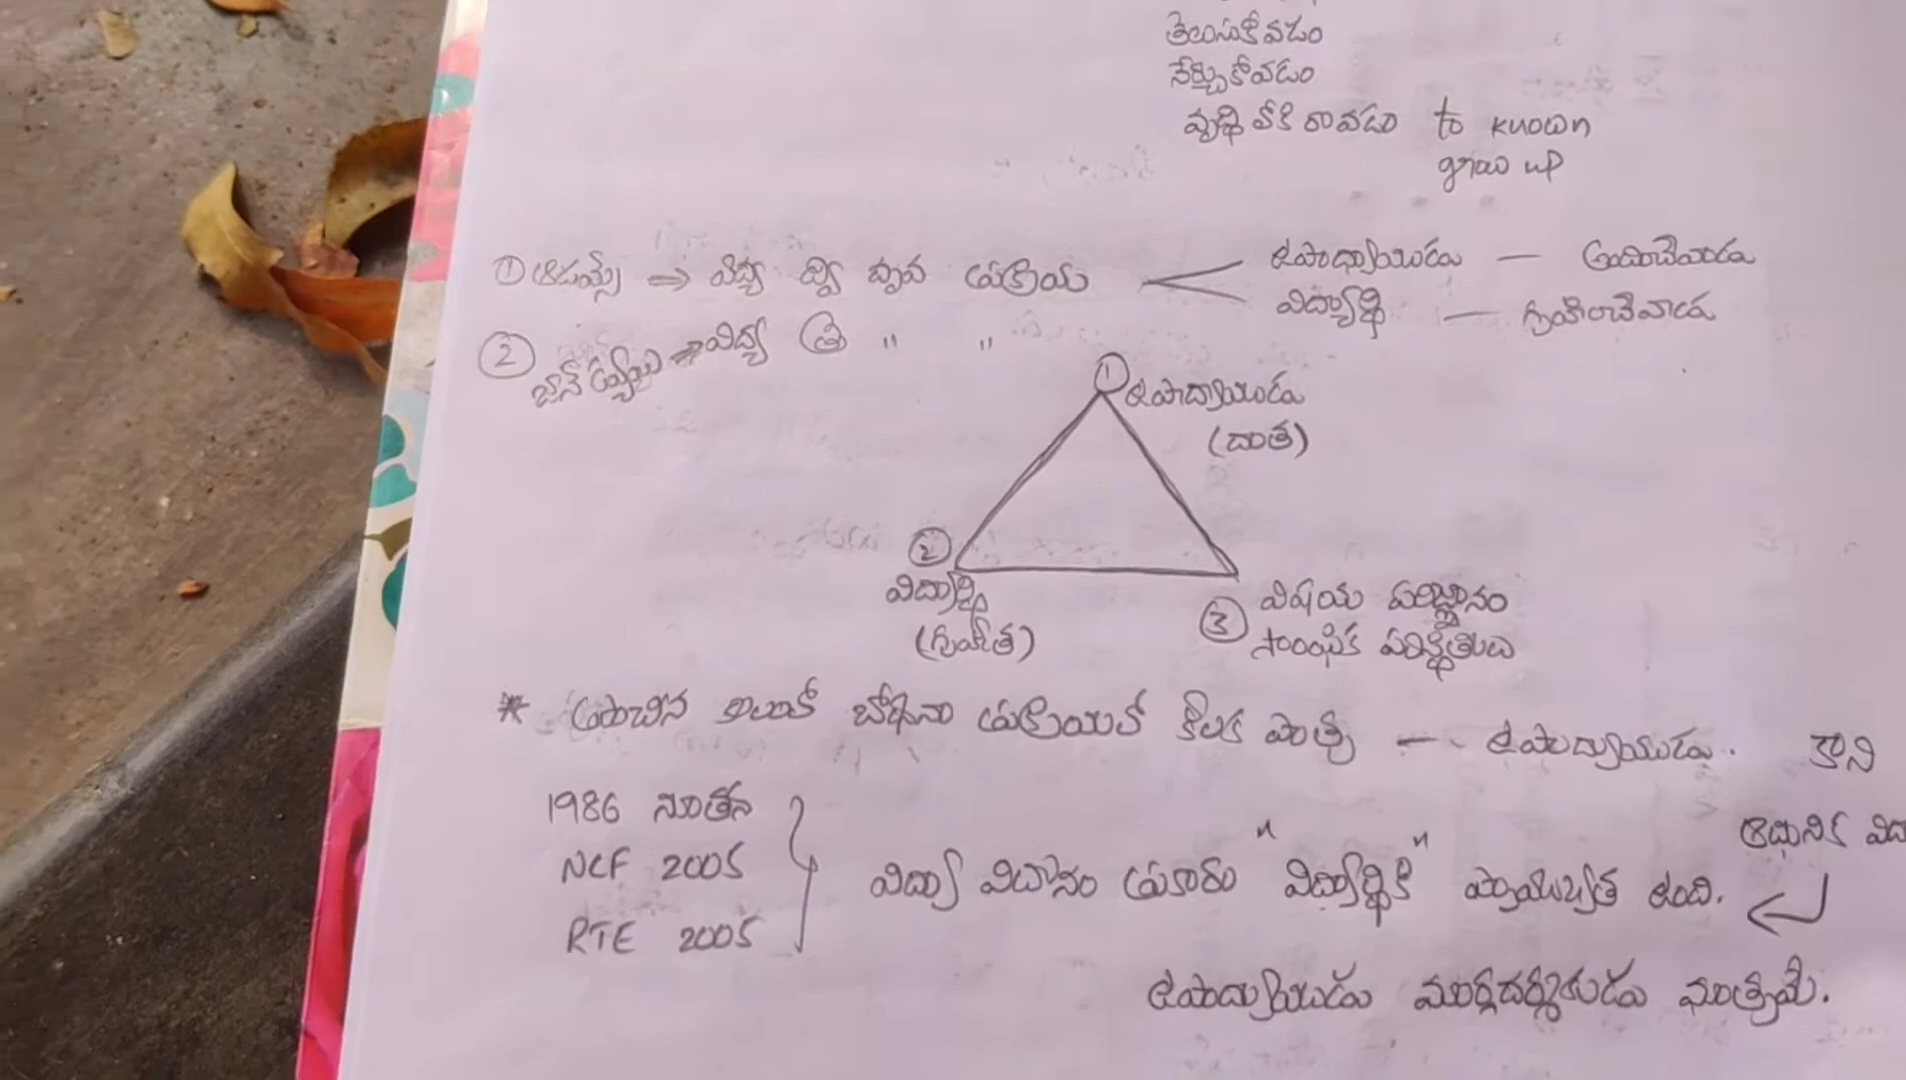 తెలుసుకోవడం
నేర్చుకోవడం
వృద్ధి లోకి రావడం to known
grow up
① ఆడమ్స్ ⇒ విద్య ద్వి దృవ ప్రక్రియ
ఉపాధ్యాయుడు — అందించేవాడు
విద్యార్థి — గ్రహించేవాడు
② జాన్ డ్యూయి ⇒ విద్య త్రి " "
① ఉపాధ్యాయుడు
(దాత)
②
విద్యార్థి
(గ్రహీత)
③ విషయ పరిజ్ఞానం
సాంఘిక పరిస్థితులు
* ప్రాచీన కాలంలో బోధనా ప్రక్రియలో కీలక పాత్ర — ఉపాధ్యాయుడు. కాని
ఆధునిక విద
1986 నూతన
NCF 2005
RTE 2005
విద్యా విధానం ప్రకారం "విద్యార్థికి" ప్రాముఖ్యత ఉంది.
ఉపాధ్యాయుడు మార్గదర్శకుడు మాత్రమే.